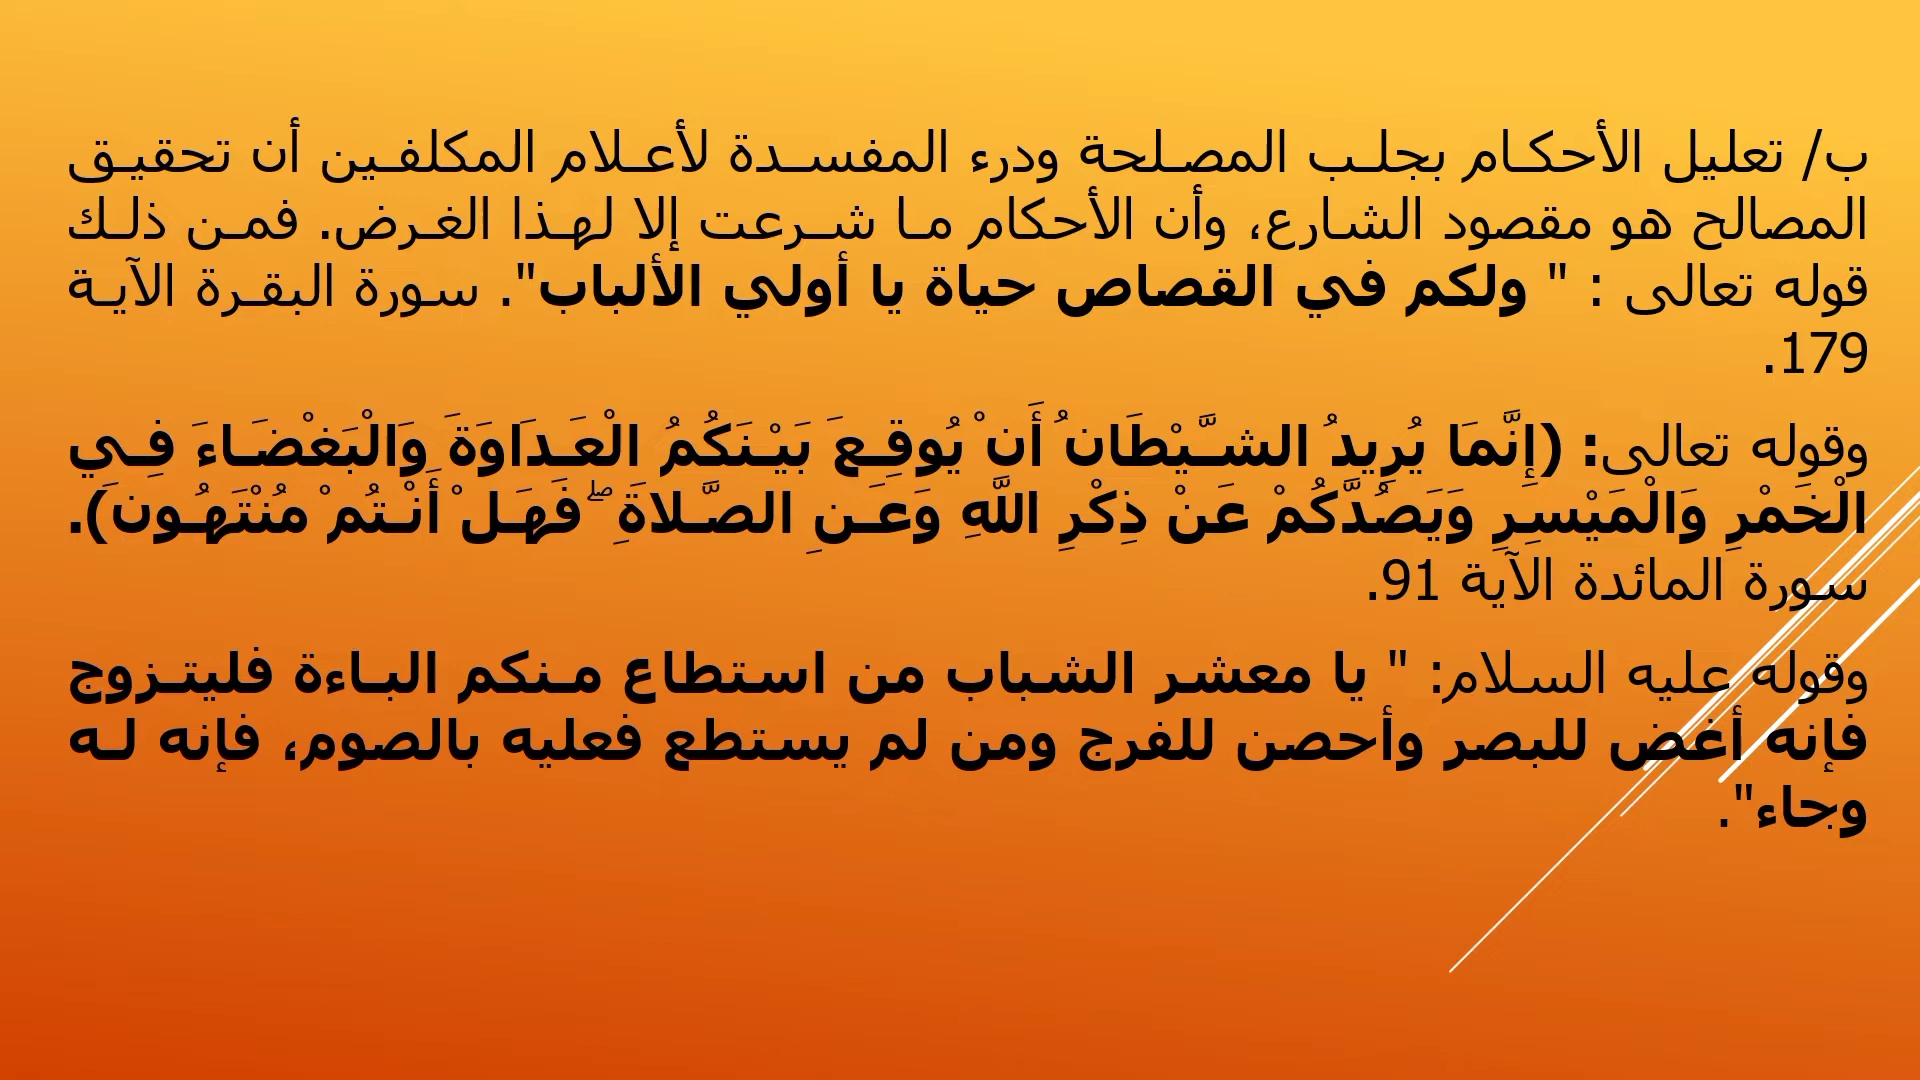 ب/ تعليل الأحكام بجلب المصلحة ودرء المفسدة لأعلام المكلفين أن تحقيق
المصالح هو مقصود الشارع، وأن الأحكام ما شرعت إلا لهذا الغرض. فمن ذلك
قوله تعالى : " ولكم في القصاص حياة يا أولي الألباب". سورة البقرة الآية
179.
وقوله تعالى: (إِنَّمَا يُرِيدُ الشَّيْطَانُ أَنْ يُوقِعَ بَيْنَكُمُ الْعَدَاوَةَ وَالْبَغْضَاءَ فِي
الْخَمْرِ وَالْمَيْسِرِ وَيَصُدَّكُمْ عَنْ ذِكْرِ اللَّهِ وَعَنِ الصَّلَاةِ ۖ فَهَلْ أَنْتُمْ مُنْتَهُونَ).
سورة المائدة الآية 91.
وقوله عليه السلام: " يا معشر الشباب من استطاع منكم الباءة فليتزوج
فإنه أغض للبصر وأحصن للفرج ومن لم يستطع فعليه بالصوم، فإنه له
وجاء".